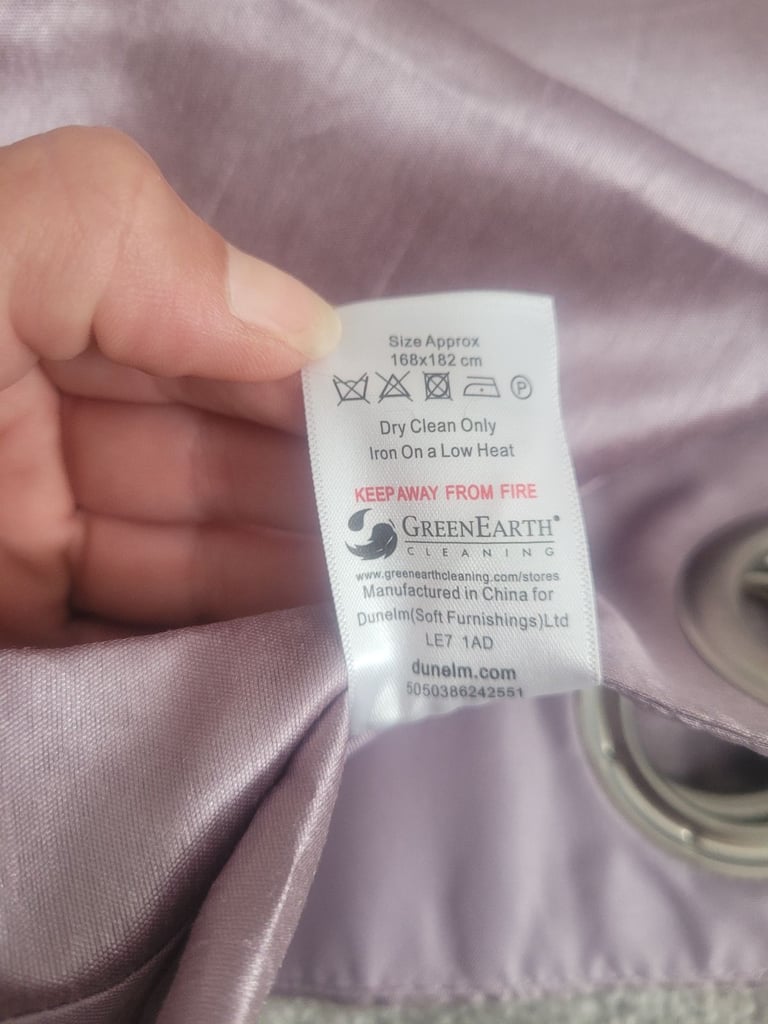 Size Approx
168x182 cm
P
Dry Clean Only
Iron On a Low Heat
KEEP AWAY FROM FIRE
GREENEARTH®
CLEANING
www.greenearthcleaning.com/stores
Manufactured in China for
Dunelm(Soft Furnishings)Ltd
LE7 1AD
dunelm.com
5050386242551